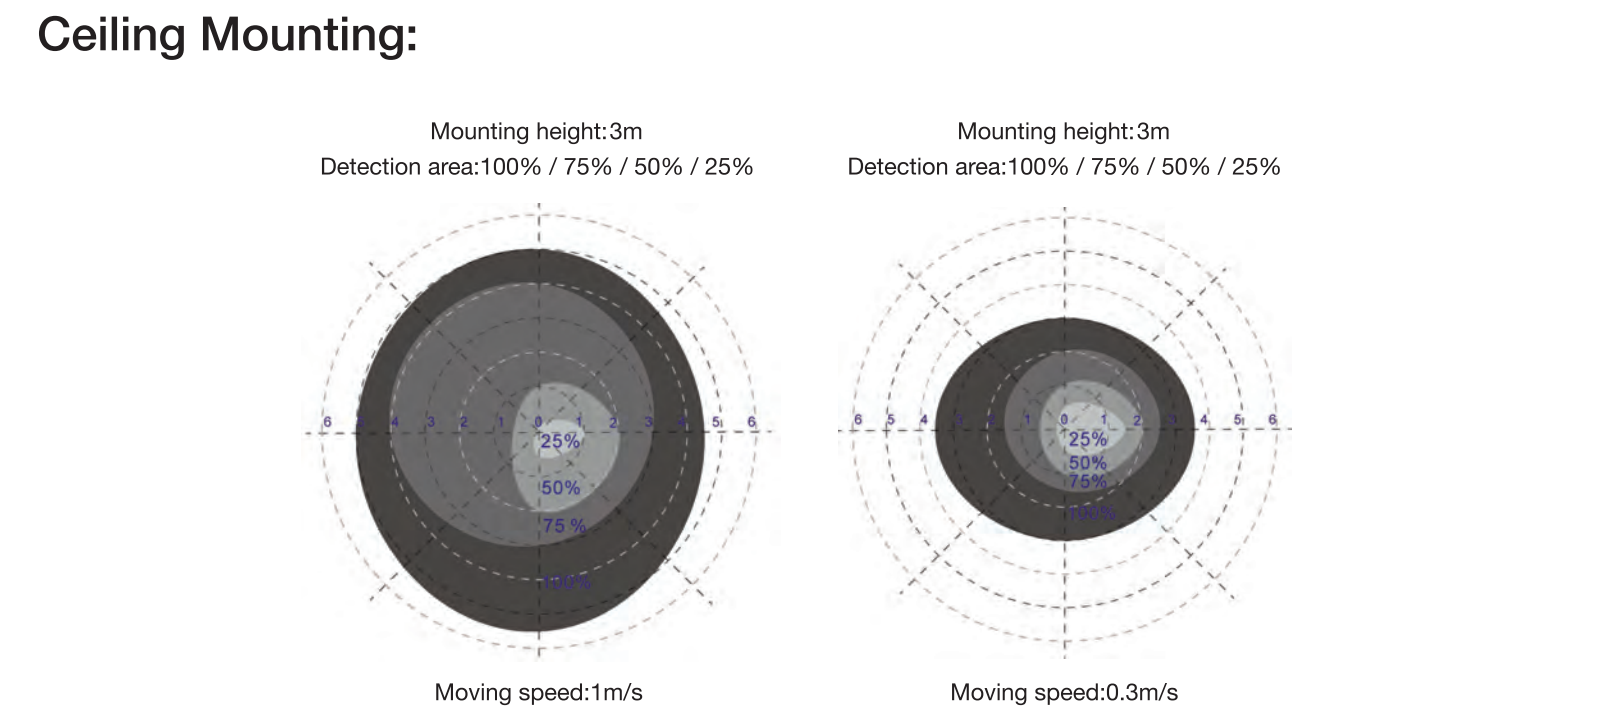 Ceiling Mounting:
Mounting height:3m
Detection area:100% / 75% / 50% / 25%
6 5 4 3 2 1 0 1 2 3 4 5 6
25%
50%
75 %
100%
Moving speed:1m/s
Mounting height:3m
Detection area:100% / 75% / 50% / 25%
6 5 4 3 2 1 0 1 2 3 4 5 6
25%
50%
75%
100%
Moving speed:0.3m/s